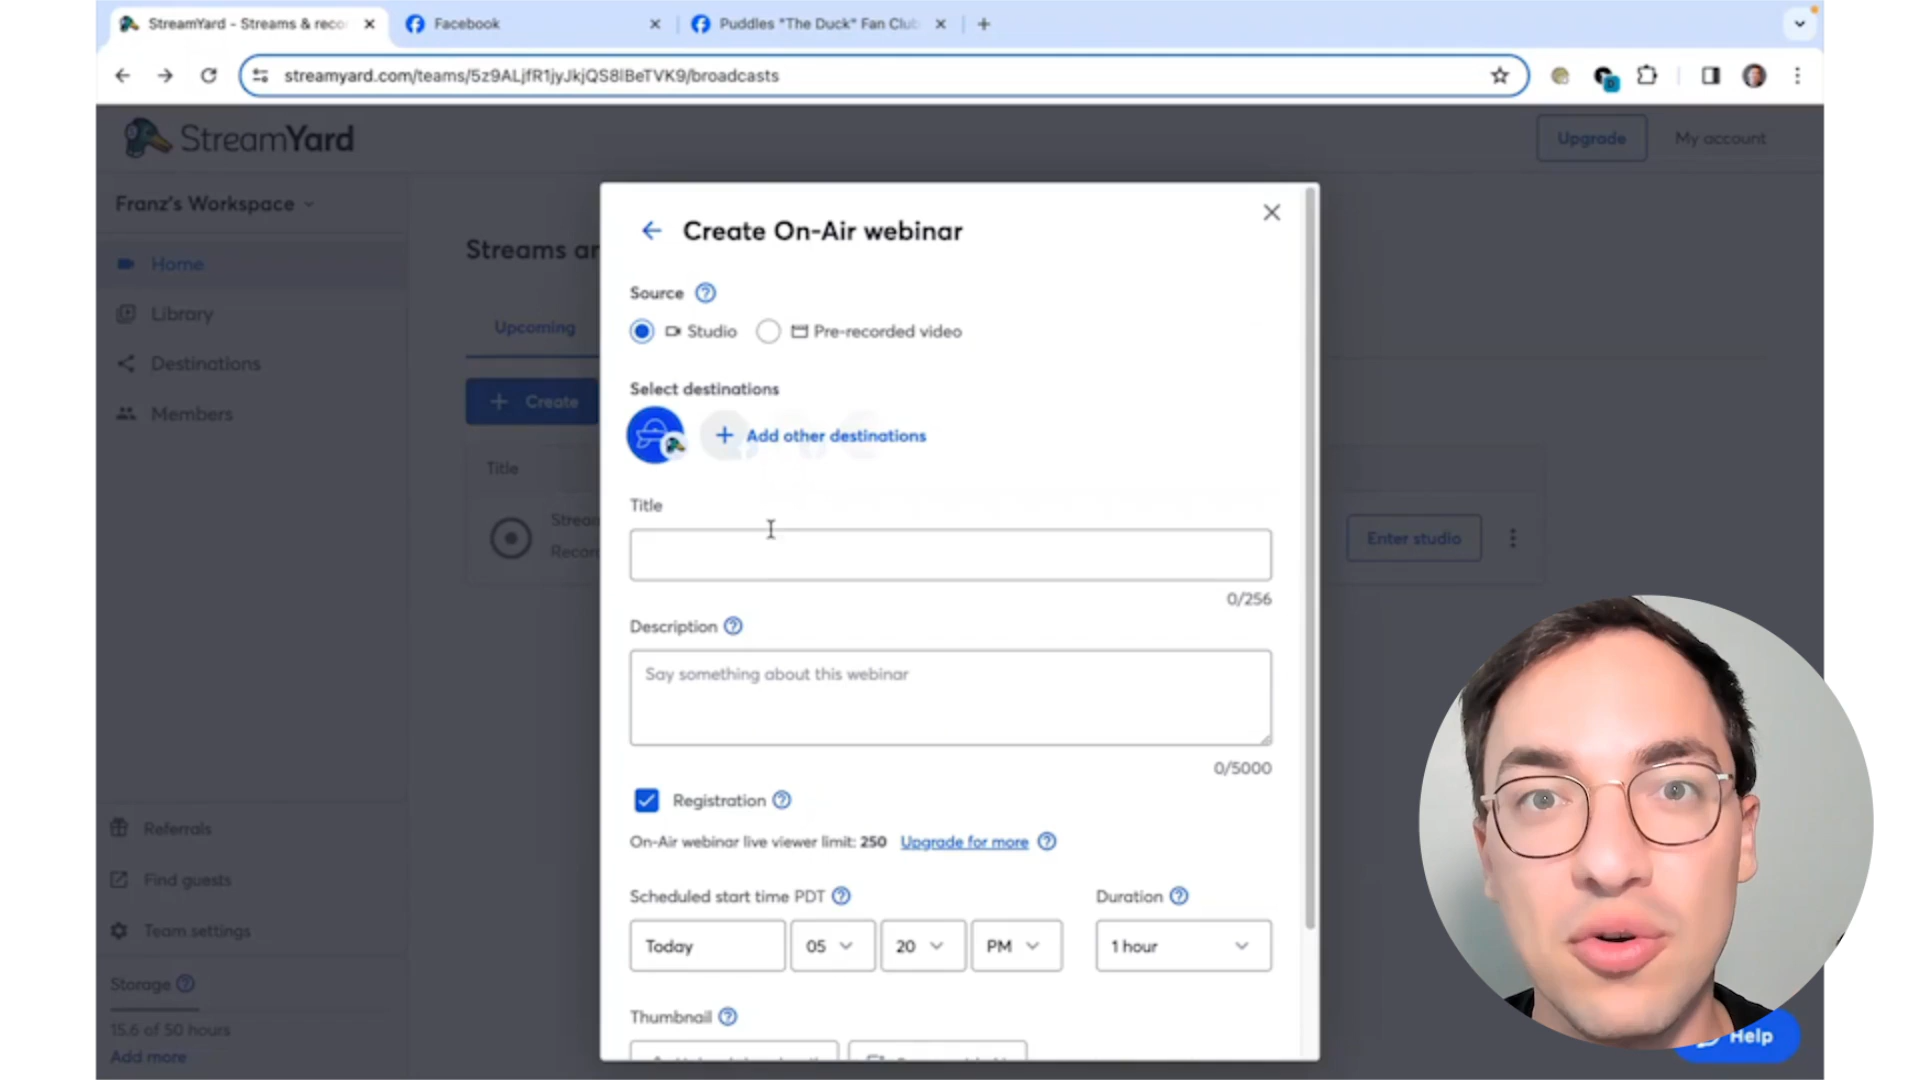 StreamYard - Streams & reco
Facebook
Puddles "The Duck" Fan Clu
streamyard.com/teams/5z9ALjfR1jyJkjQS8lBeTVK9/broadcasts
StreamYard
Upgrade
My account
Franz's Workspace
Home
Library
Destinations
Members
Streams ar
Upcoming
+ Create
Title
Strea
Recor
Enter studio
Create On-Air webinar
Source
Studio
Pre-recorded video
Select destinations
+ Add other destinations
Title
0/256
Description
Say something about this webinar
0/5000
Registration
On-Air webinar live viewer limit: 250 Upgrade for more
Scheduled start time PDT
Duration
Today
05
20
PM
1 hour
Thumbnail
Referrals
Find guests
Team settings
Storage
15.6 of 50 hours
Add more
Help